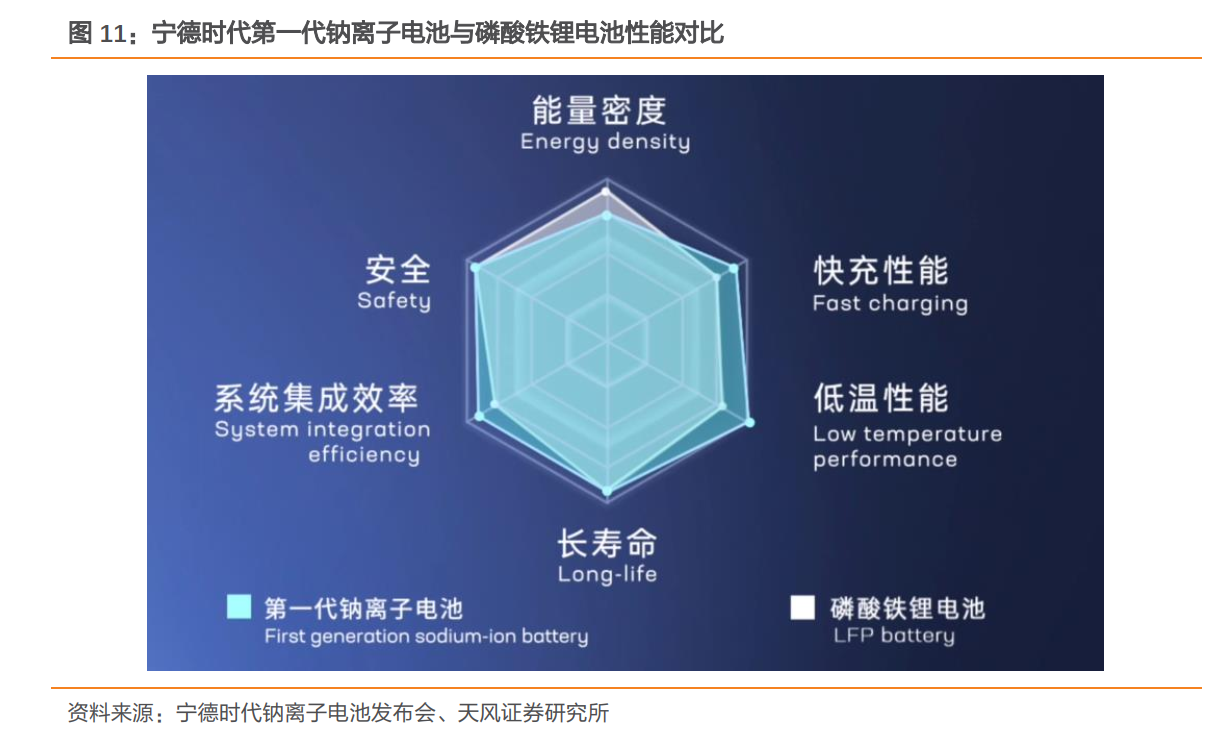 图 11：宁德时代第一代钠离子电池与磷酸铁锂电池性能对比
能量密度
Energy density
安全
Safety
快充性能
Fast charging
系统集成效率
System integration
efficiency
低温性能
Low temperature
performance
长寿命
Long-life
第一代钠离子电池
First generation sodium-ion battery
磷酸铁锂电池
LFP battery
资料来源：宁德时代钠离子电池发布会、天风证券研究所